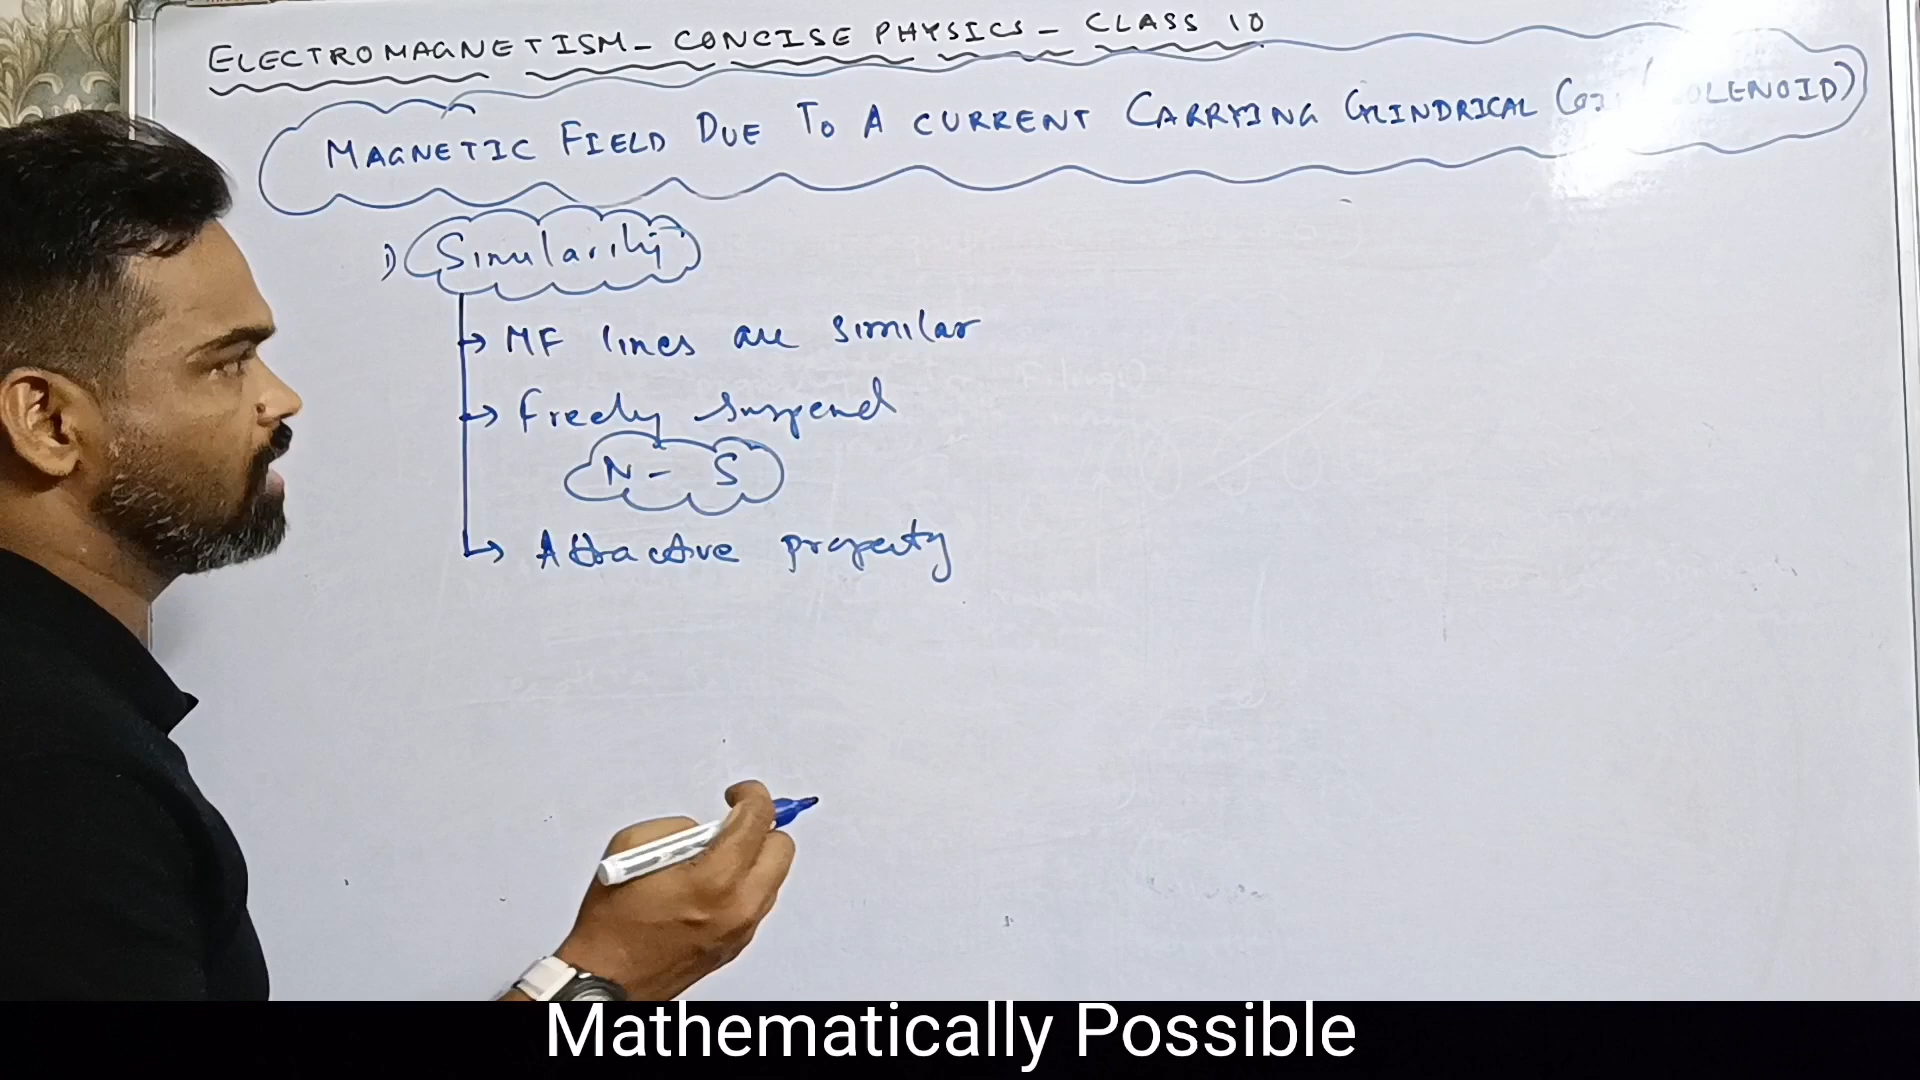 ELECTROMAGNETISM - CONCISE PHYSICS - CLASS 10
MAGNETIC FIELD DUE TO A CURRENT CARRYING CYLINDRICAL
1) Similarity
→ MF lines are similar
→ Freely suspend
N - S
→ Attractive property
Mathematically Possible